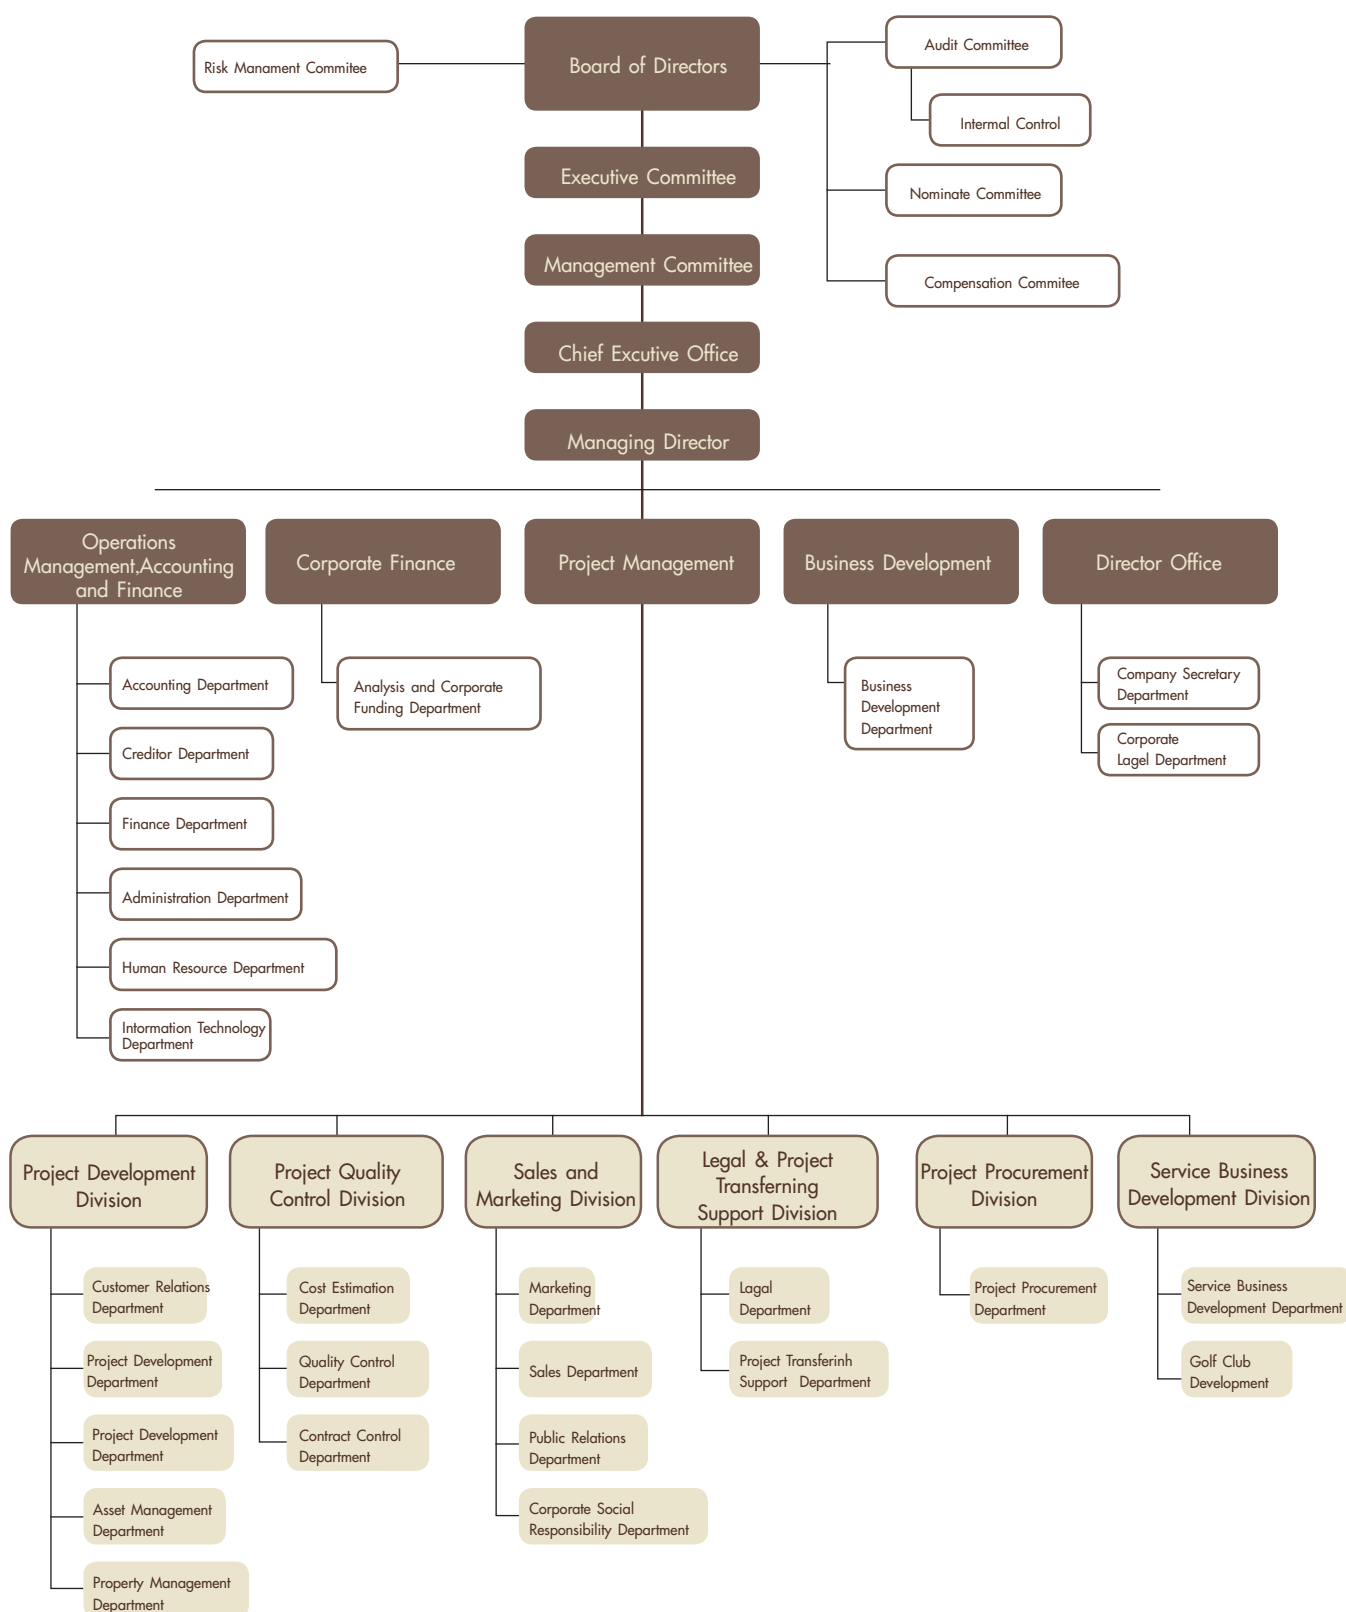 Board of Directors
Risk Manament Commitee
Audit Committee
Intermal Control
Executive Committee
Nominate Committee
Management Committee
Compensation Commitee
Chief Excutive Office
Managing Director
Operations
Management,Accounting
and Finance
Corporate Finance
Project Management
Business Development
Director Office
Accounting Department
Creditor Department
Finance Department
Administration Department
Human Resource Department
Intormation Technology
Department
Analysis and Corporate
Funding Department
Business
Development
Department
Company Secretary
Department
Corporate
Lagel Department
Project Development
Division
Project Quality
Control Division
Sales and
Marketing Division
Legal & Project
Transferning
Support Division
Project Procurement
Division
Service Business
Development Division
Customer Relations
Department
Project Development
Department
Project Development
Department
Asset Management
Department
Property Management
Department
Cost Estimation
Department
Quality Control
Department
Contract Control
Department
Marketing
Department
Sales Department
Public Relations
Department
Corporate Social
Responsibility Department
Lagal
Department
Project Transferinh
Support Department
Project Procurement
Department
Service Business
Development Department
Golf Club
Development